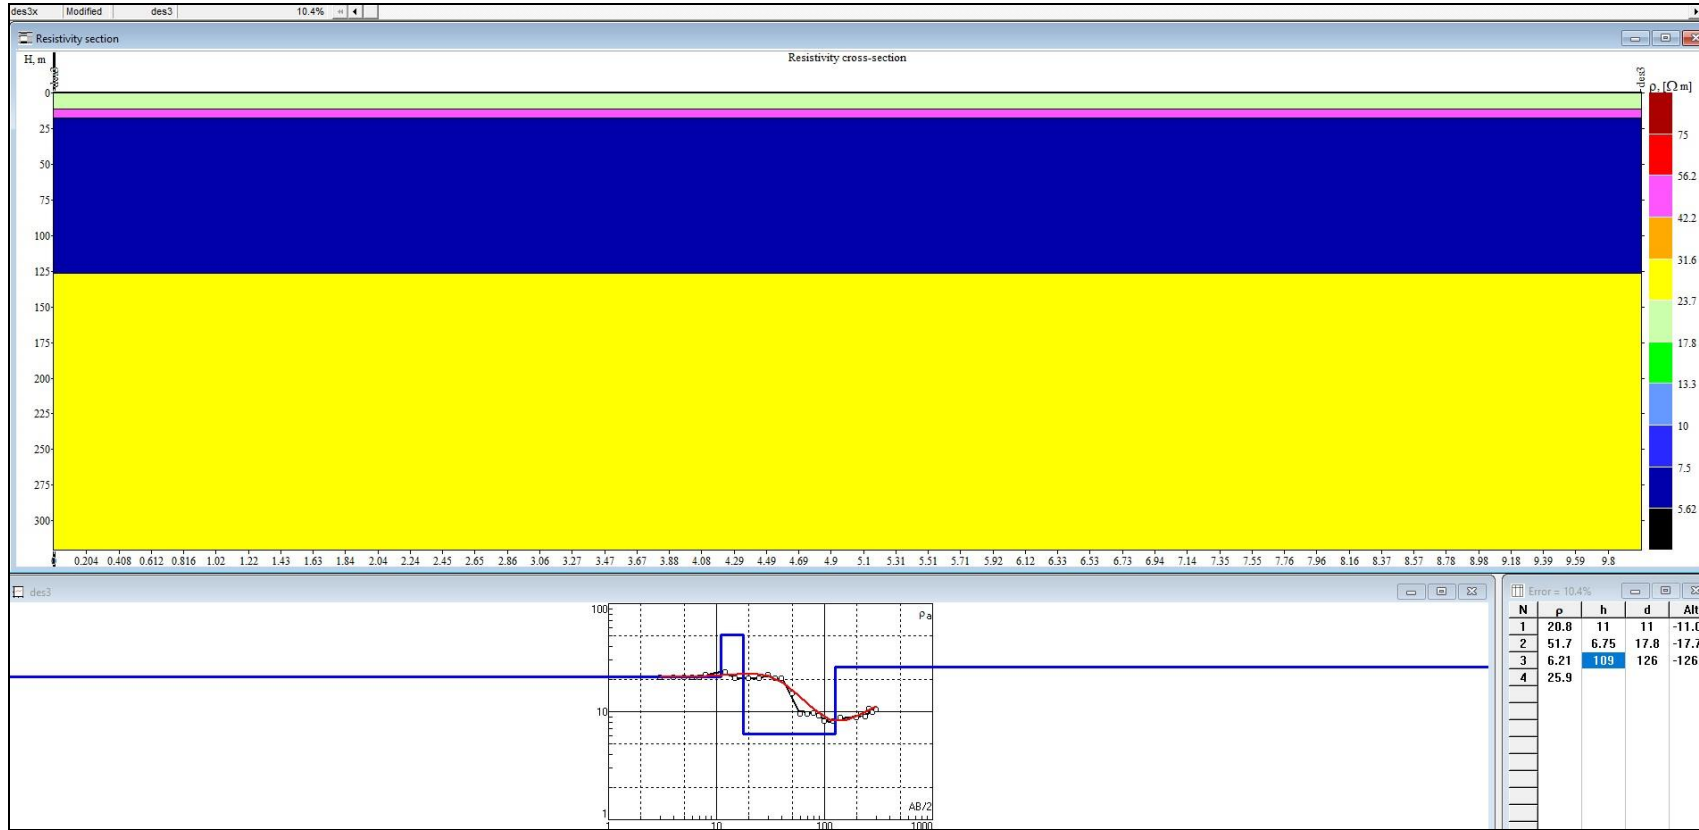 des3x Modified des3 10.4%
Resistivity section
H, m Resistivity cross-section
des3 des3
ρ, [Ω m]
0
25
50
75
100
125
150
175
200
225
250
275
300
75
56.2
42.2
31.6
23.7
17.8
13.3
10
7.5
5.62
0 0.204 0.408 0.612 0.816 1.02 1.22 1.43 1.63 1.84 2.04 2.24 2.45 2.65 2.86 3.06 3.27 3.47 3.67 3.88 4.08 4.29 4.49 4.69 4.9 5.1 5.31 5.51 5.71 5.92 6.12 6.33 6.53 6.73 6.94 7.14 7.35 7.55 7.76 7.96 8.16 8.37 8.57 8.78 8.98 9.18 9.39 9.59 9.8
des3
100 ρa
10
1 AB/2
1 10 100 1000
Error = 10.4%
N ρ h d Alt
1 20.8 11 11 -11.0
2 51.7 6.75 17.8 -17.7
3 6.21 109 126 -126
4 25.9